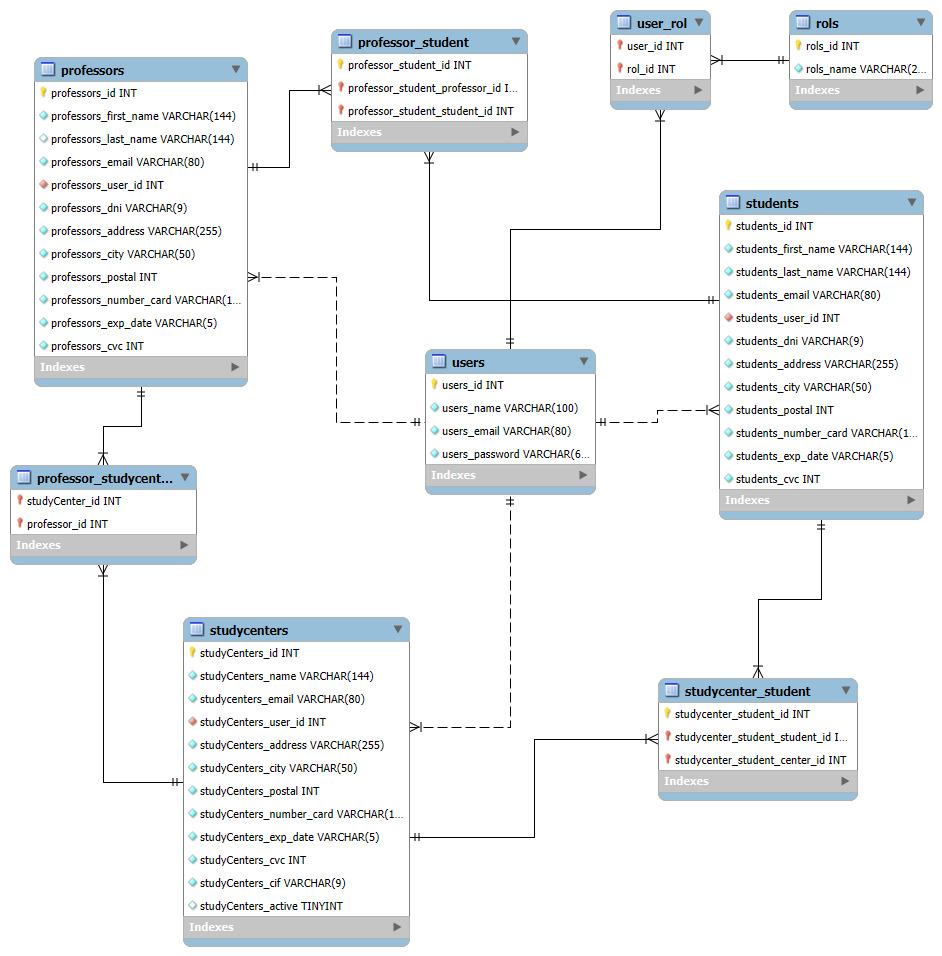 professors
professors_id INT
professors_first_name VARCHAR(144)
professors_last_name VARCHAR(144)
professors_email VARCHAR(80)
professors_user_id INT
professors_dni VARCHAR(9)
professors_address VARCHAR(255)
professors_city VARCHAR(50)
professors_postal INT
professors_number_card VARCHAR(1...
professors_exp_date VARCHAR(5)
professors_cvc INT
Indexes
professor_student
professor_student_id INT
professor_student_professor_id I...
professor_student_student_id INT
Indexes
user_rol
user_id INT
rol_id INT
Indexes
rols
rols_id INT
rols_name VARCHAR(2...
Indexes
students
students_id INT
students_first_name VARCHAR(144)
students_last_name VARCHAR(144)
students_email VARCHAR(80)
students_user_id INT
students_dni VARCHAR(9)
students_address VARCHAR(255)
students_city VARCHAR(50)
students_postal INT
students_number_card VARCHAR(1...
students_exp_date VARCHAR(5)
students_cvc INT
Indexes
users
users_id INT
users_name VARCHAR(100)
users_email VARCHAR(80)
users_password VARCHAR(6...
Indexes
professor_studycent...
studyCenter_id INT
professor_id INT
Indexes
studycenters
studyCenters_id INT
studyCenters_name VARCHAR(144)
studycenters_email VARCHAR(80)
studyCenters_user_id INT
studyCenters_address VARCHAR(255)
studyCenters_city VARCHAR(50)
studyCenters_postal INT
studyCenters_number_card VARCHAR(1...
studyCenters_exp_date VARCHAR(5)
studyCenters_cvc INT
studyCenters_cif VARCHAR(9)
studyCenters_active TINYINT
Indexes
studycenter_student
studycenter_student_id INT
studycenter_student_student_id I...
studycenter_student_center_id INT
Indexes